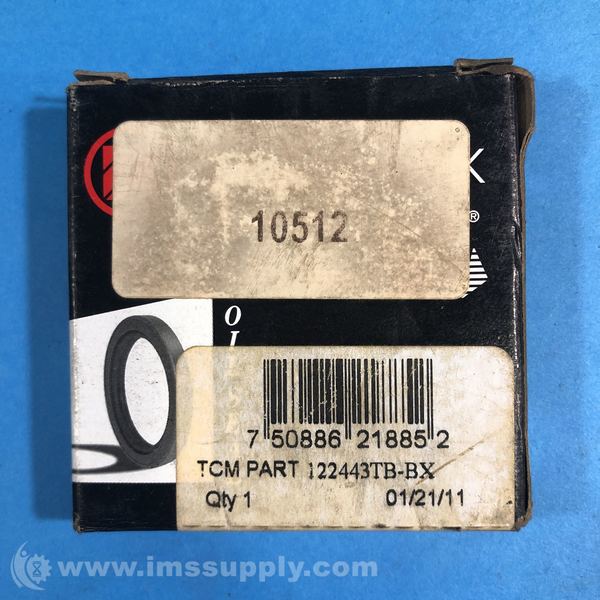 X
®
10512
7 50886 21885 2
TCM PART 122443TB-BX
Qty 1 01/21/11
www.imssupply.com